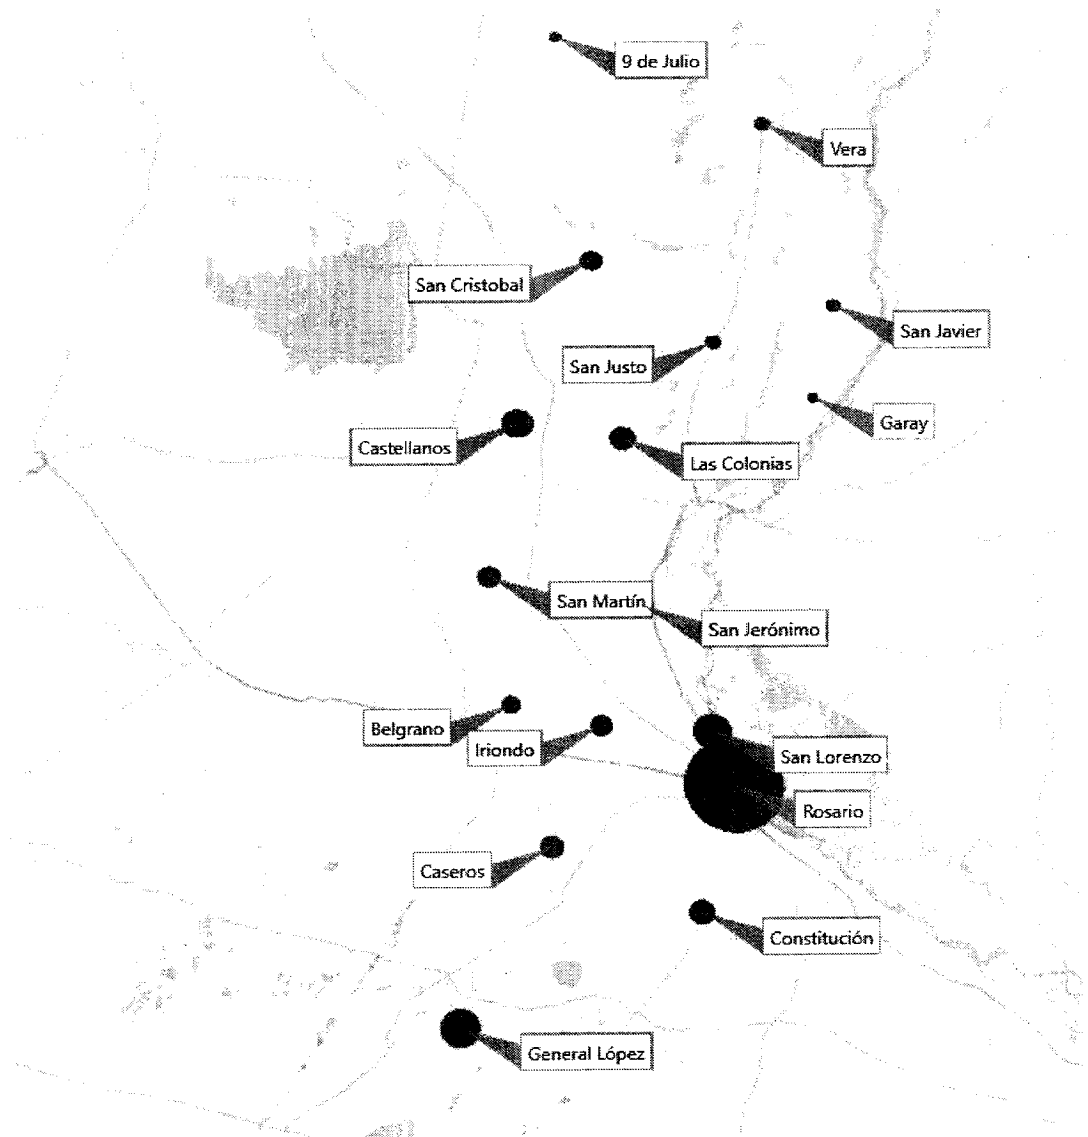 9 de Julio
Vera
San Cristobal
San Javier
San Justo
Garay
Castellanos
Las Colonias
San Martín
San Jerónimo
Belgrano
Iriondo
San Lorenzo
Rosario
Caseros
Constitución
General López